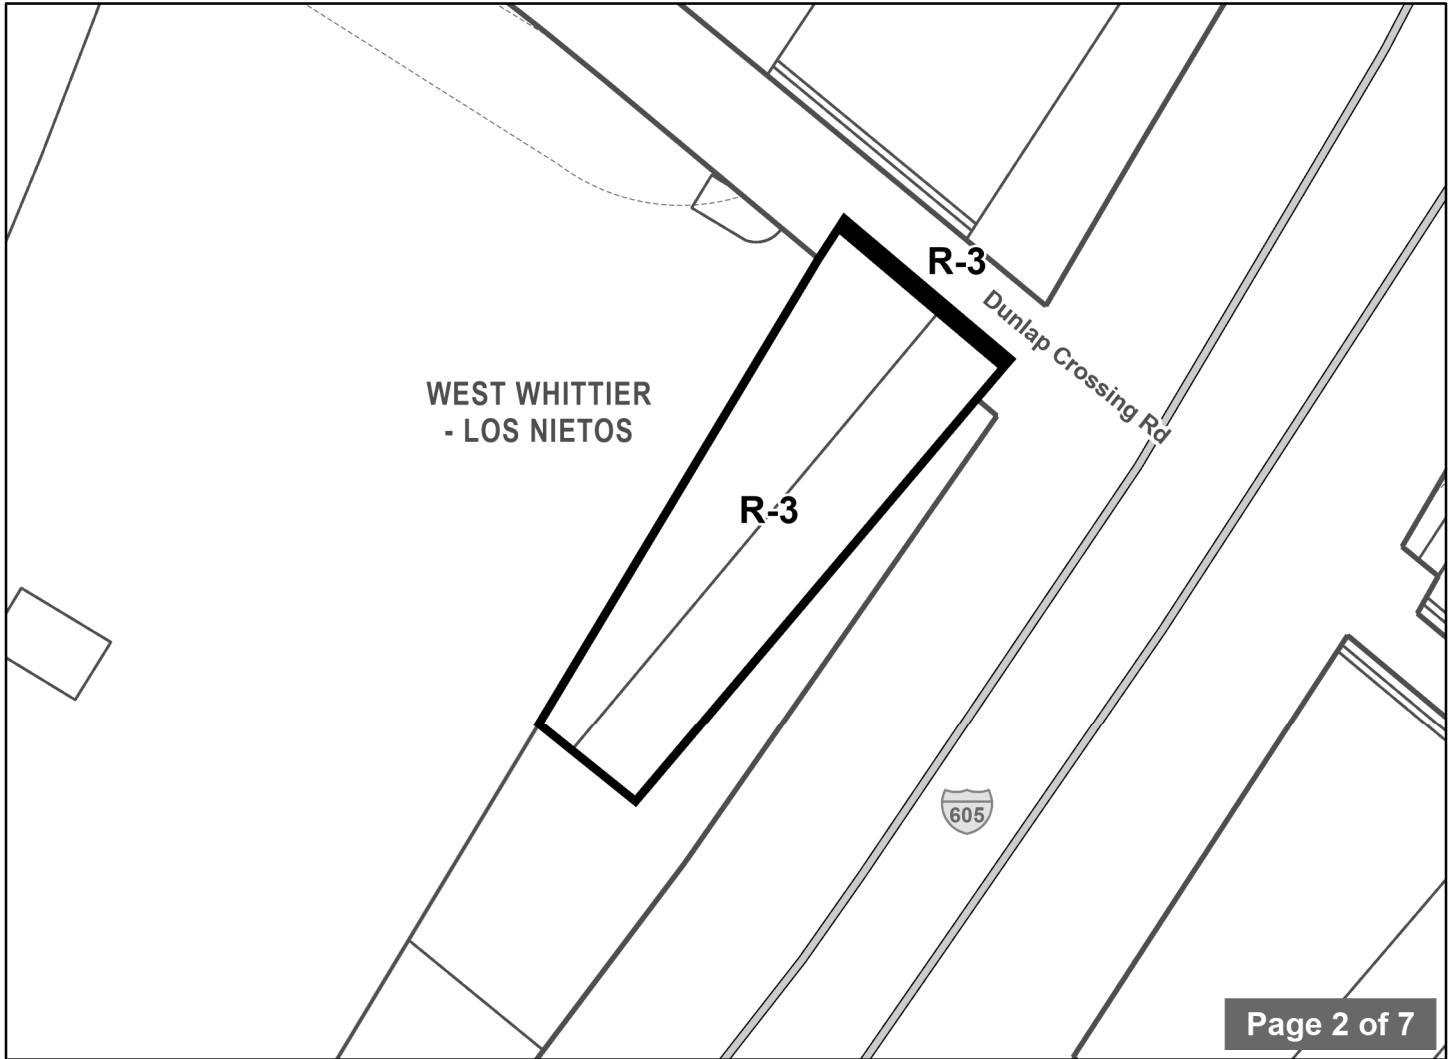 R-3
Dunlap Crossing Rd
WEST WHITTIER
- LOS NIETOS
R-3
605
Page 2 of 7